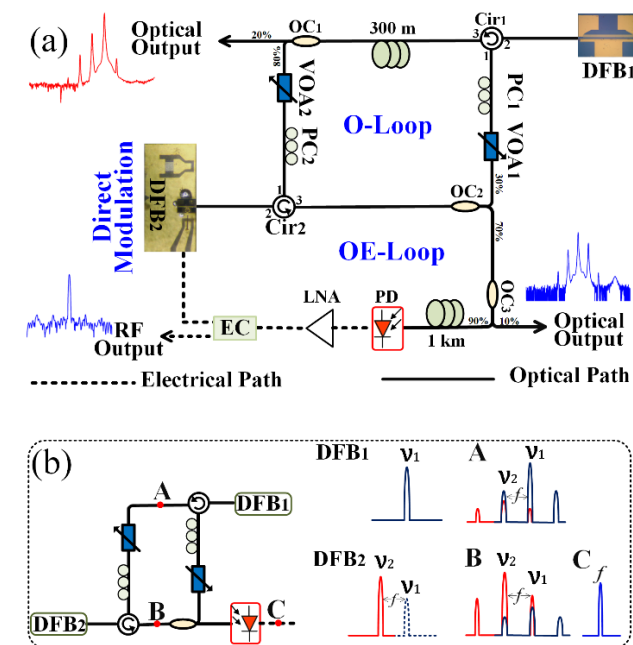 (a)
Optical
Output
20%
OC1
300 m
Cir1
3
2
1
DFB1
80%
VOA2
PC2
O-Loop
PC1
VOA1
30%
Direct
Modulation
DFB2
1
2
3
Cir2
OC2
70%
OE-Loop
OC3
LNA
PD
EC
RF
Output
1 km
90%
10%
Optical
Output
Electrical Path
Optical Path
(b)
DFB1
ν1
A
ν2
f
ν1
A
DFB1
DFB2
B
C
DFB2
ν2
f
ν1
B
ν2
f
ν1
C
f